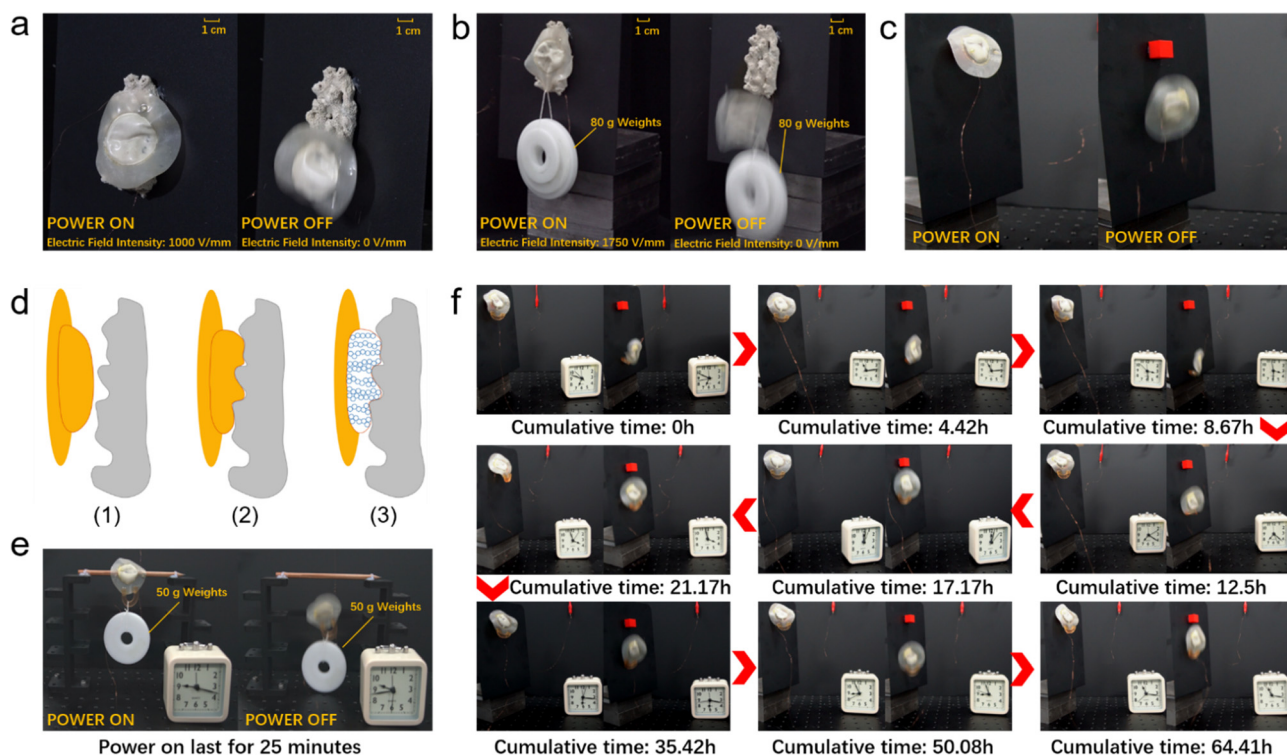 a
1 cm
1 cm
POWER ON
Electric Field Intensity: 1000 V/mm
POWER OFF
Electric Field Intensity: 0 V/mm
b
1 cm
1 cm
80 g Weights
80 g Weights
POWER ON
Electric Field Intensity: 1750 V/mm
POWER OFF
Electric Field Intensity: 0 V/mm
c
POWER ON
POWER OFF
d
(1)
(2)
(3)
e
50 g Weights
50 g Weights
POWER ON
POWER OFF
Power on last for 25 minutes
f
Cumulative time: 0h
Cumulative time: 4.42h
Cumulative time: 8.67h
Cumulative time: 21.17h
Cumulative time: 17.17h
Cumulative time: 12.5h
Cumulative time: 35.42h
Cumulative time: 50.08h
Cumulative time: 64.41h